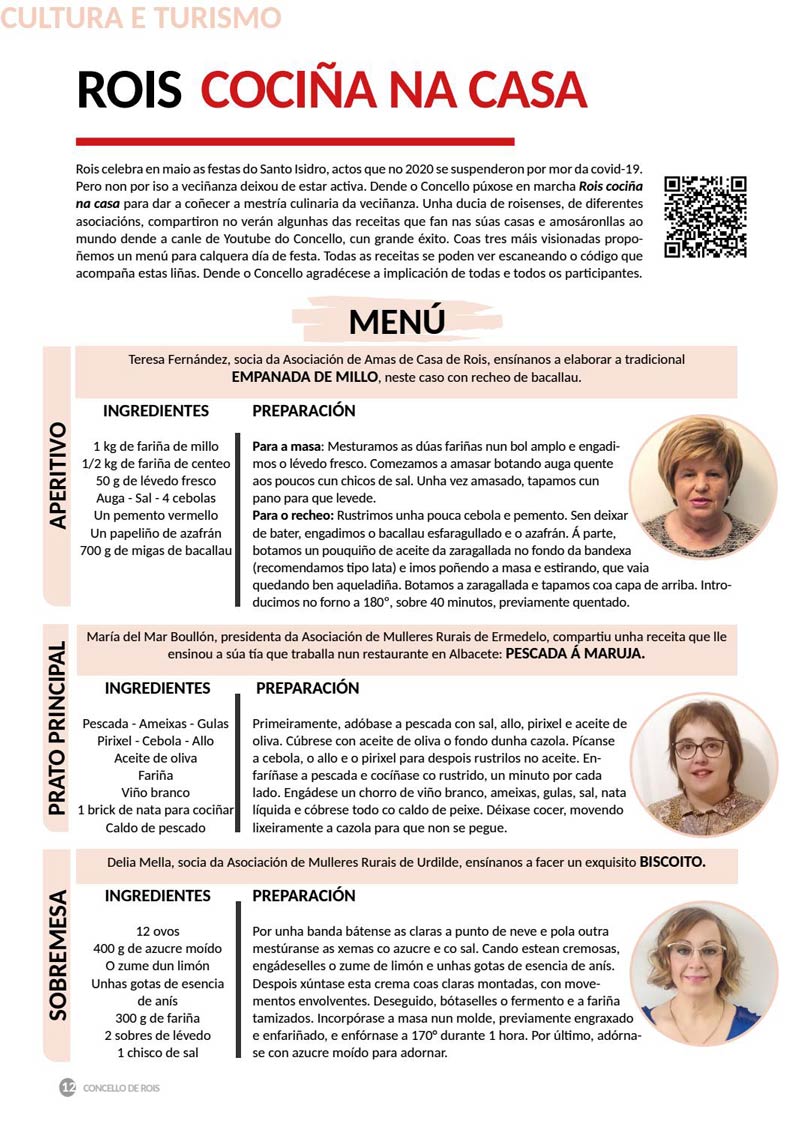 CULTURA E TURISMO
ROIS COCIÑA NA CASA
Rois celebra en maio as festas do Santo Isidro, actos que no 2020 se suspenderon por mor da covid-19.
Pero non por iso a veciñanza deixou de estar activa. Dende o Concello púxose en marcha Rois cociña
na casa para dar a coñecer a mestría culinaria da veciñanza. Unha ducia de roisenses, de diferentes
asociacións, compartiron no verán algunhas das receitas que fan nas súas casas e amosáronllas ao
mundo dende a canle de Youtube do Concello, cun grande éxito. Coas tres máis visionadas propo-
ñemos un menú para calquera día de festa. Todas as receitas se poden ver escaneando o código que
acompaña estas liñas. Dende o Concello agradécese a implicación de todas e todos os participantes.
MENÚ
APERITIVO
Teresa Fernández, socia da Asociación de Amas de Casa de Rois, ensínanos a elaborar a tradicional
EMPANADA DE MILLO, neste caso con recheo de bacallau.
INGREDIENTES
1 kg de fariña de millo
1/2 kg de fariña de centeo
50 g de lévedo fresco
Auga - Sal - 4 cebolas
Un pemento vermello
Un papeliño de azafrán
700 g de migas de bacallau
PREPARACIÓN
Para a masa: Mesturamos as dúas fariñas nun bol amplo e engadi-
mos o lévedo fresco. Comezamos a amasar botando auga quente
aos poucos cun chicos de sal. Unha vez amasado, tapamos cun
pano para que levede.
Para o recheo: Rustrimos unha pouca cebola e pemento. Sen deixar
de bater, engadimos o bacallau esfaragullado e o azafrán. Á parte,
botamos un pouquiño de aceite da zaragallada no fondo da bandexa
(recomendamos tipo lata) e imos poñendo a masa e estirando, que vaia
quedando ben aqueladiña. Botamos a zaragallada e tapamos coa capa de arriba. Intro-
ducimos no forno a 180º, sobre 40 minutos, previamente quentado.
PRATO PRINCIPAL
María del Mar Boullón, presidenta da Asociación de Mulleres Rurais de Ermedelo, compartiu unha receita que lle
ensinou a súa tía que traballa nun restaurante en Albacete: PESCADA Á MARUJA.
INGREDIENTES
Pescada - Ameixas - Gulas
Pirixel - Cebola - Allo
Aceite de oliva
Fariña
Viño branco
1 brick de nata para cociñar
Caldo de pescado
PREPARACIÓN
Primeiramente, adóbase a pescada con sal, allo, pirixel e aceite de
oliva. Cúbrese con aceite de oliva o fondo dunha cazola. Pícanse
a cebola, o allo e o pirixel para despois rustrilos no aceite. En-
faríñase a pescada e cocíñase co rustrido, un minuto por cada
lado. Engádese un chorro de viño branco, ameixas, gulas, sal, nata
líquida e cóbrese todo co caldo de peixe. Déixase cocer, movendo
lixeiramente a cazola para que non se pegue.
SOBREMESA
Delia Mella, socia da Asociación de Mulleres Rurais de Urdilde, ensínanos a facer un exquisito BISCOITO.
INGREDIENTES
12 ovos
400 g de azucre moído
O zume dun limón
Unhas gotas de esencia
de anís
300 g de fariña
2 sobres de lévedo
1 chisco de sal
PREPARACIÓN
Por unha banda bátense as claras a punto de neve e pola outra
mestúranse as xemas co azucre e co sal. Cando estean cremosas,
engádeselles o zume de limón e unhas gotas de esencia de anís.
Despois xúntase esta crema coas claras montadas, con move-
mentos envolventes. Deseguido, bótaselles o fermento e a fariña
tamizados. Incorpórase a masa nun molde, previamente engraxado
e enfariñado, e enfórnase a 170º durante 1 hora. Por último, adórna-
se con azucre moído para adornar.
12 CONCELLO DE ROIS